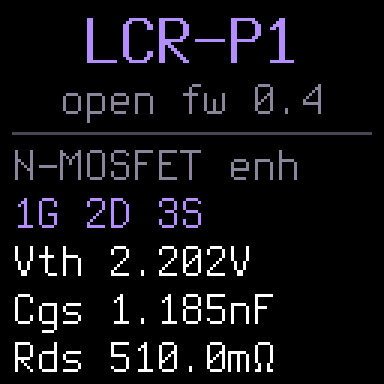 LCR-P1
open fw 0.4
N-MOSFET enh
1G 2D 3S
Vth 2.202V
Cgs 1.185nF
Rds 510.0mΩ